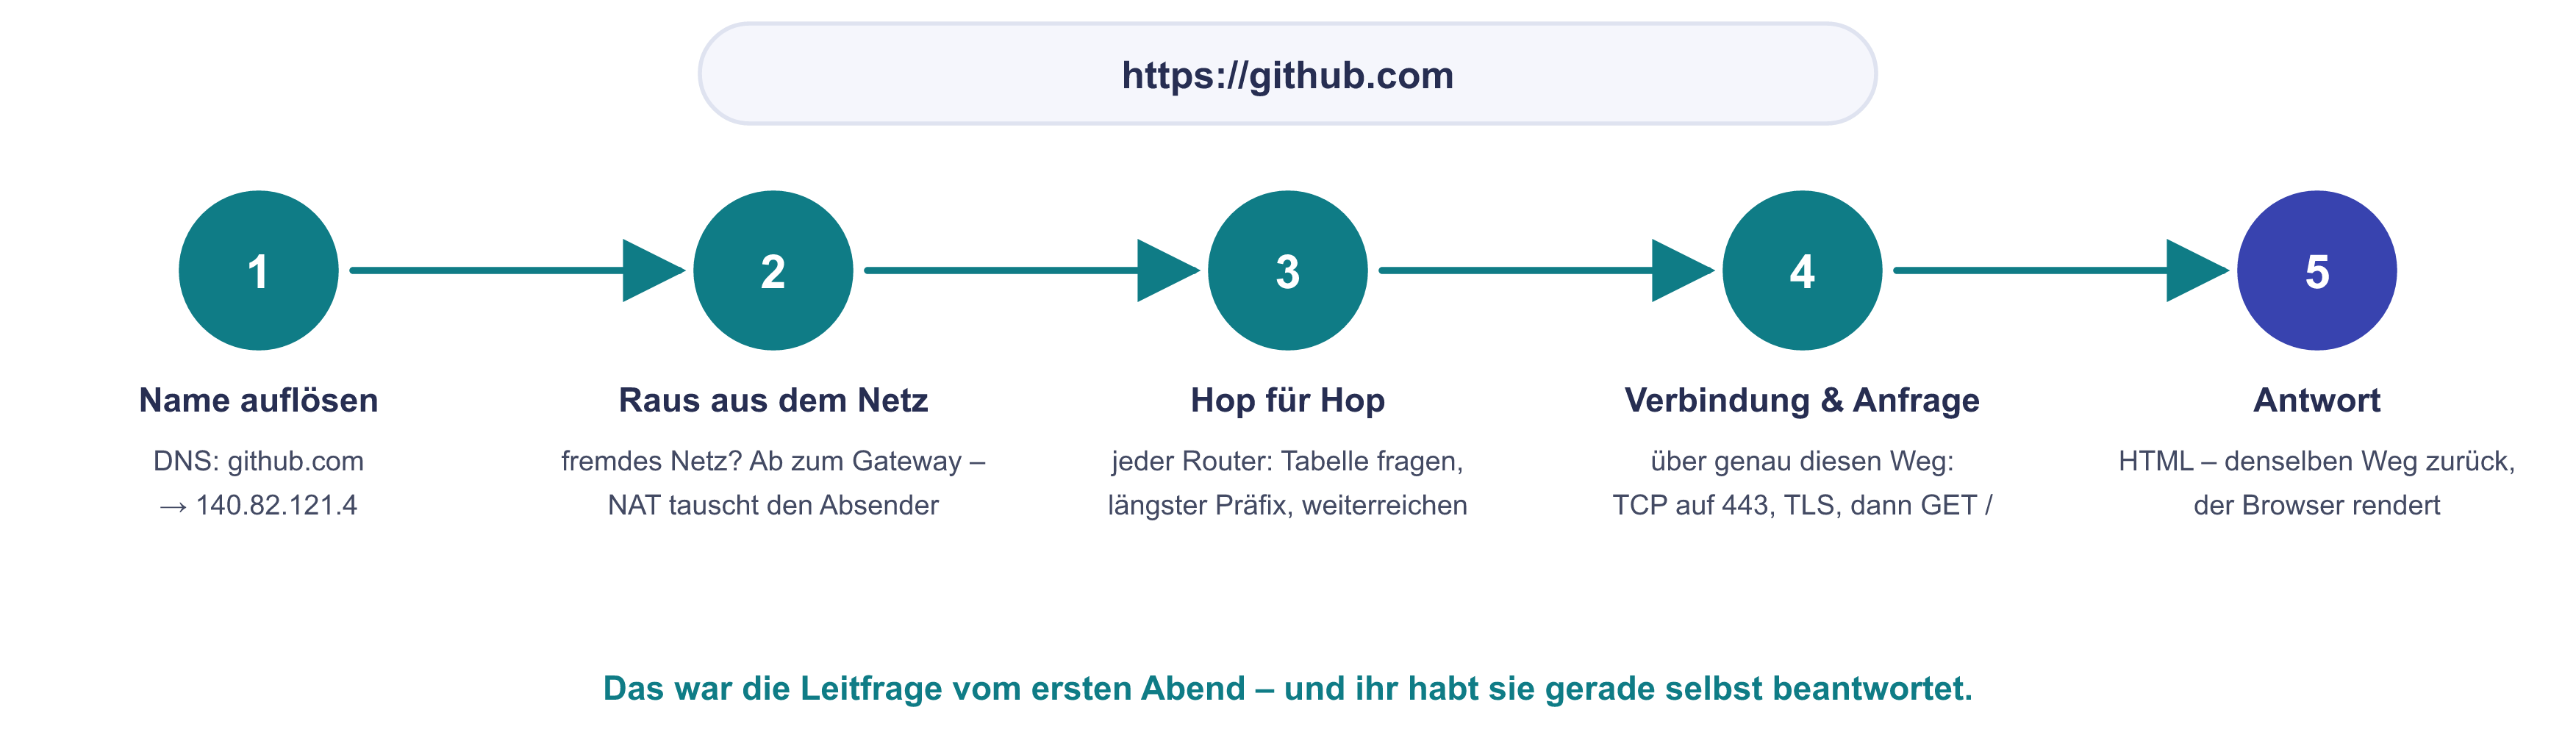 https://github.com
1
2
3
4
5
Name auflösen
Raus aus dem Netz
Hop für Hop
Verbindung & Anfrage
Antwort
DNS: github.com
→ 140.82.121.4
fremdes Netz? Ab zum Gateway –
NAT tauscht den Absender
jeder Router: Tabelle fragen,
längster Präfix, weiterreichen
über genau diesen Weg:
TCP auf 443, TLS, dann GET /
HTML – denselben Weg zurück,
der Browser rendert
Das war die Leitfrage vom ersten Abend – und ihr habt sie gerade selbst beantwortet.